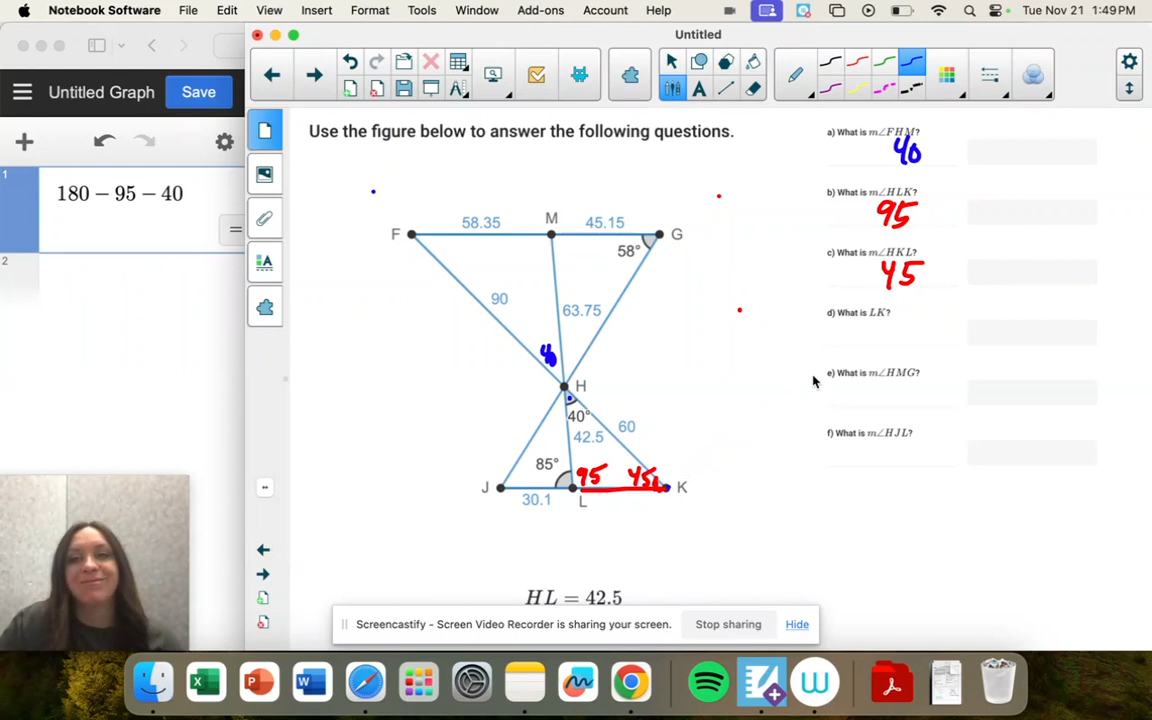 Notebook Software File Edit View Insert Format Tools Add-ons Window Account Help Tue Nov 21 1:49 PM
Untitled
Untitled Graph Save
Use the figure below to answer the following questions.
a) What is m∠FHM?
40
1
180 − 95 − 40
b) What is m∠HLK?
95
=
2
c) What is m∠HKL?
45
d) What is LK?
e) What is m∠HMG?
f) What is m∠HJL?
58.35 M 45.15
F G
58°
90 63.75
40
H
40°
42.5 60
85° 95 45
J K
30.1 L
HL = 42.5
Screencastify - Screen Video Recorder is sharing your screen. Stop sharing Hide